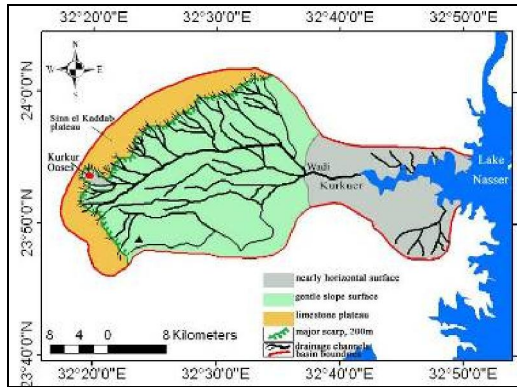 32°20'0"E 32°30'0"E 32°40'0"E 32°50'0"E
N
W E
S
24°0'0"N
Sinn el Kaddab
plateau
Kurkur
Oases
Wadi
Kurkuer
Lake
Nasser
23°50'0"N
nearly horizontal surface
gentle slope surface
limestone plateau
major scarp, 200m
drainage channels
basin boundries
8 4 0 8 Kilometers
23°40'0"N
32°20'0"E 32°30'0"E 32°40'0"E 32°50'0"E